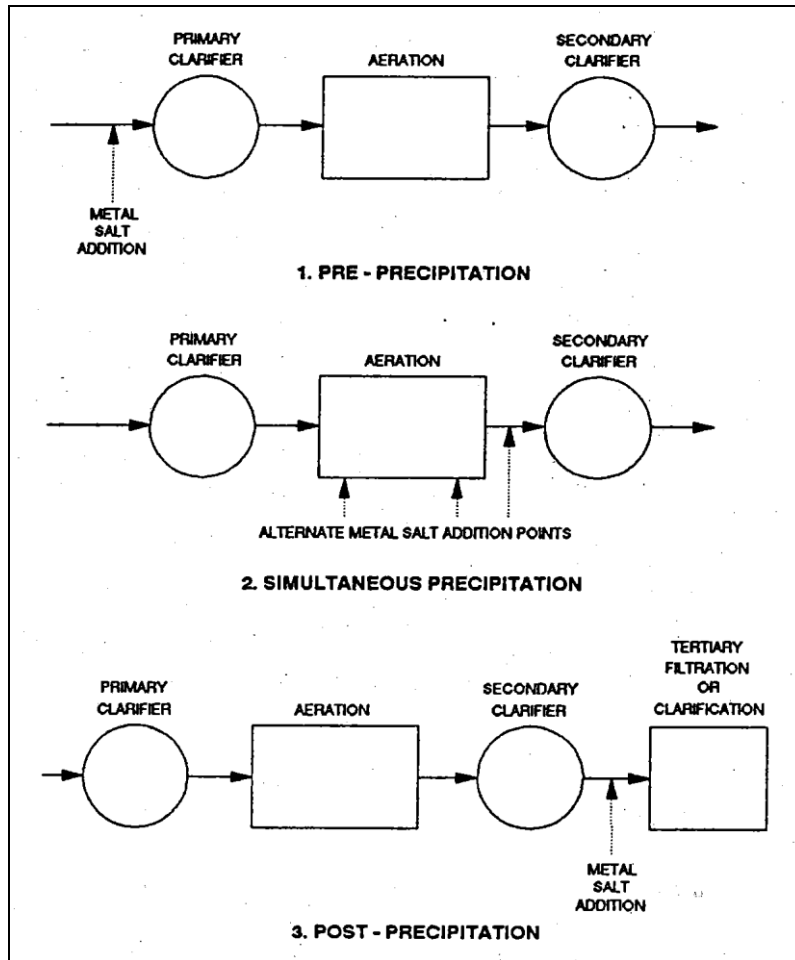 PRIMARY
CLARIFIER
AERATION
SECONDARY
CLARIFIER
METAL
SALT
ADDITION
1. PRE - PRECIPITATION
PRIMARY
CLARIFIER
AERATION
SECONDARY
CLARIFIER
ALTERNATE METAL SALT ADDITION POINTS
2. SIMULTANEOUS PRECIPITATION
PRIMARY
CLARIFIER
AERATION
SECONDARY
CLARIFIER
TERTIARY
FILTRATION
OR
CLARIFICATION
METAL
SALT
ADDITION
3. POST - PRECIPITATION